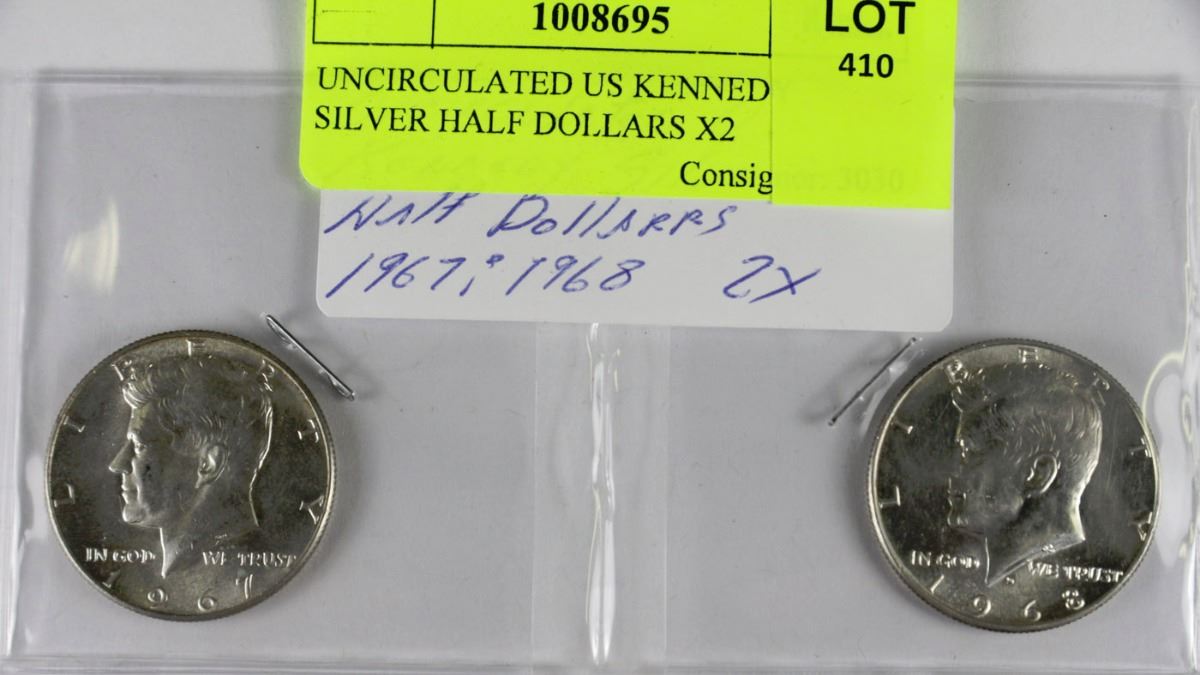 1008695
LOT
410
UNCIRCULATED US KENNED
SILVER HALF DOLLARS X2
Consig
3030
Half Dollarrs
1967, 1968 2X
LIBERTY
IN GOD WE TRUST
1967
LIBERTY
IN GOD WE TRUST
1968